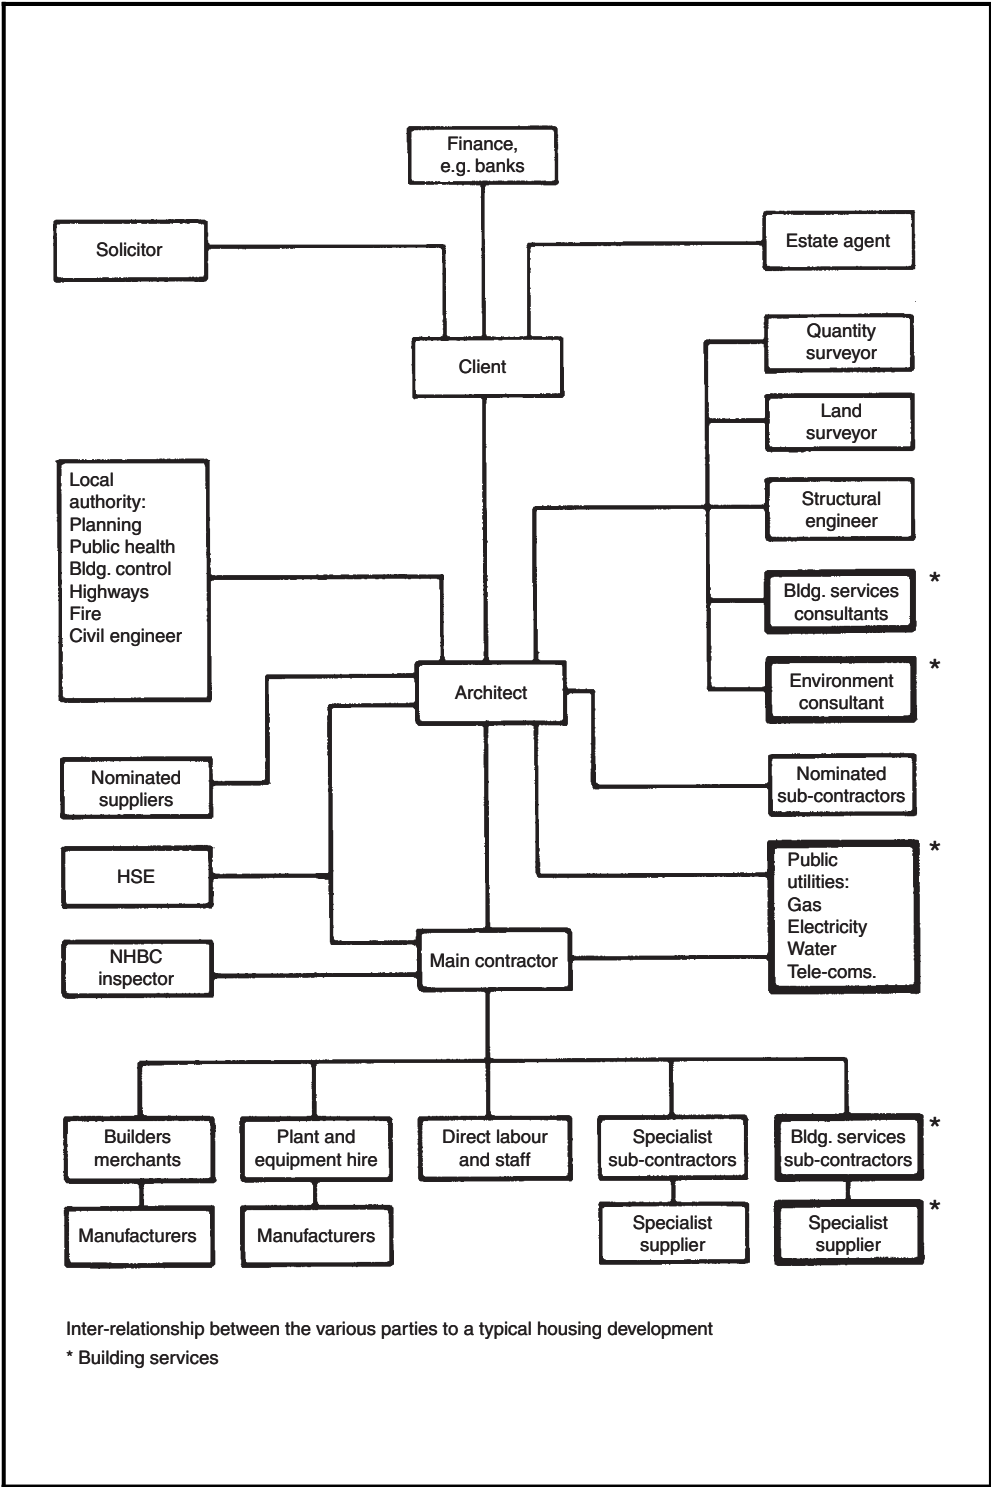 Finance,
e.g. banks
Solicitor
Estate agent
Client
Quantity
surveyor
Land
surveyor
Structural
engineer
Bldg. services
consultants
*
Environment
consultant
*
Local
authority:
Planning
Public health
Bldg. control
Highways
Fire
Civil engineer
Architect
Nominated
suppliers
Nominated
sub-contractors
HSE
Public
utilities:
Gas
Electricity
Water
Tele-coms.
*
NHBC
inspector
Main contractor
Builders
merchants
Plant and
equipment hire
Direct labour
and staff
Specialist
sub-contractors
Bldg. services
sub-contractors
*
Manufacturers
Manufacturers
Specialist
supplier
Specialist
supplier
*
Inter-relationship between the various parties to a typical housing development
* Building services